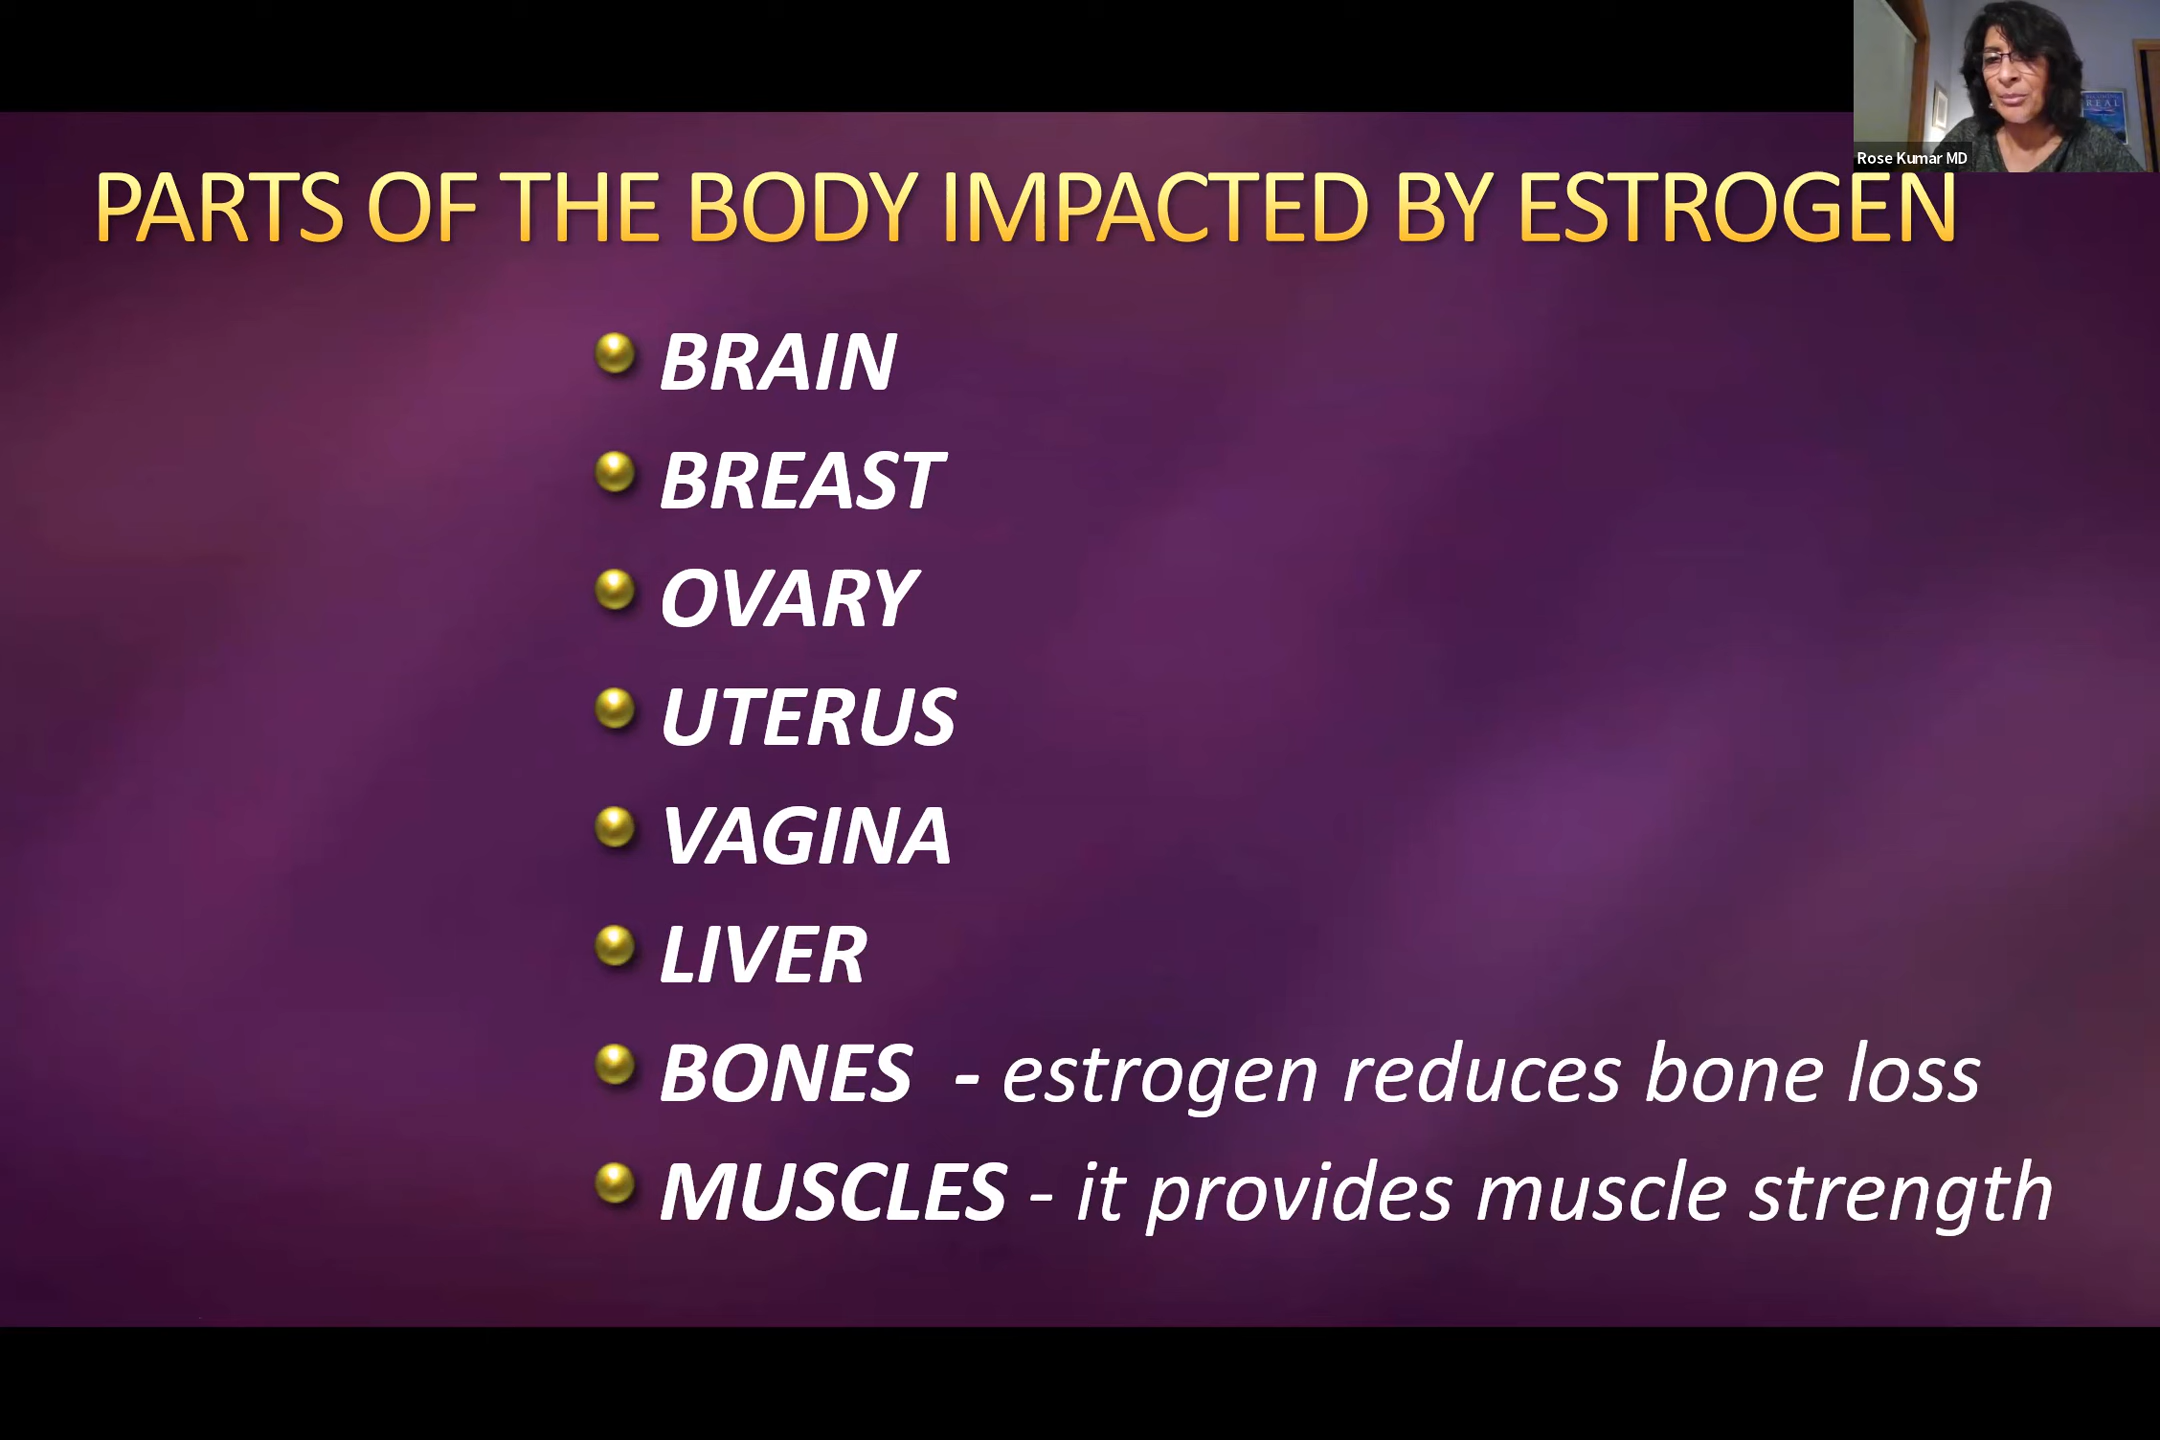 Rose Kumar MD
PARTS OF THE BODY IMPACTED BY ESTROGEN
BRAIN
BREAST
OVARY
UTERUS
VAGINA
LIVER
BONES - estrogen reduces bone loss
MUSCLES - it provides muscle strength
REAL